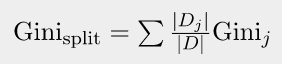 Gini_split = ∑ |D_j|/|D| Gini_j